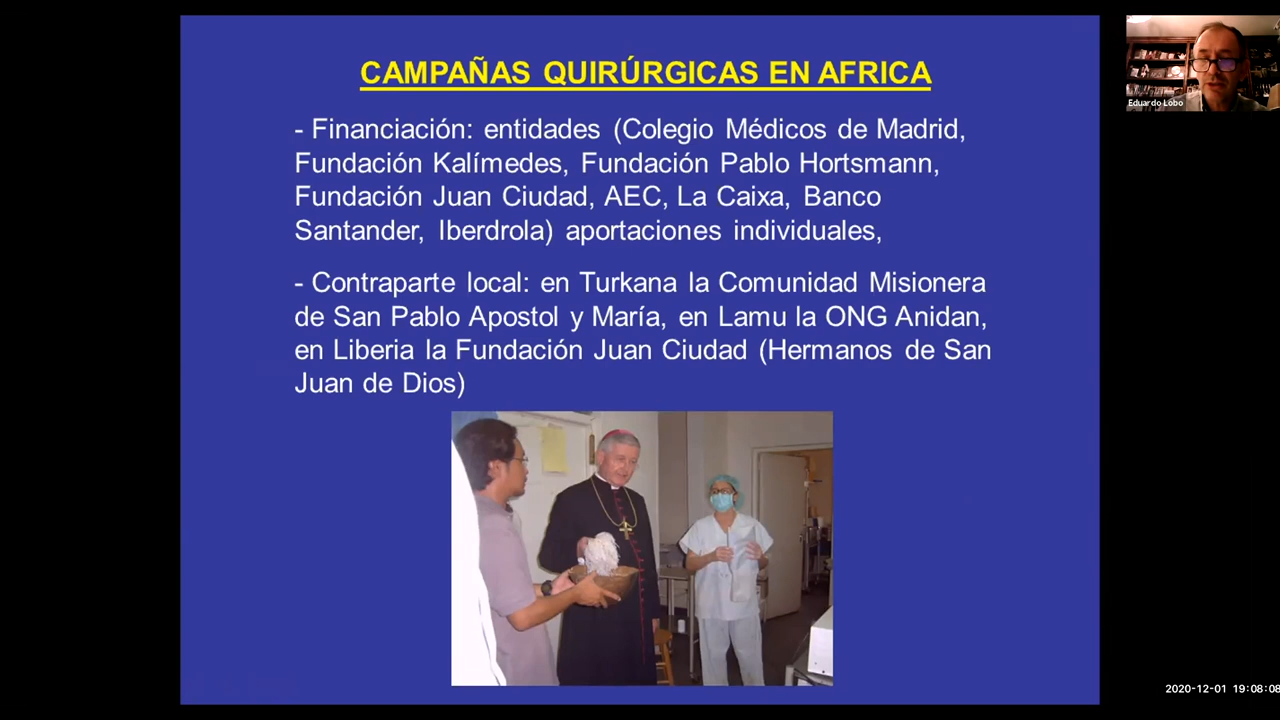 CAMPAÑAS QUIRÚRGICAS EN AFRICA
- Financiación: entidades (Colegio Médicos de Madrid,
Fundación Kalímedes, Fundación Pablo Hortsmann,
Fundación Juan Ciudad, AEC, La Caixa, Banco
Santander, Iberdrola) aportaciones individuales,
- Contraparte local: en Turkana la Comunidad Misionera
de San Pablo Apostol y María, en Lamu la ONG Anidan,
en Liberia la Fundación Juan Ciudad (Hermanos de San
Juan de Dios)
Eduardo Lobo
2020-12-01 19:08:08